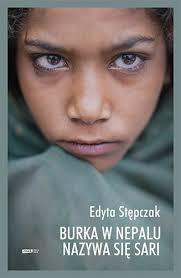 Edyta Stępczak
BURKA W NEPALU
NAZYWA SIĘ SARI